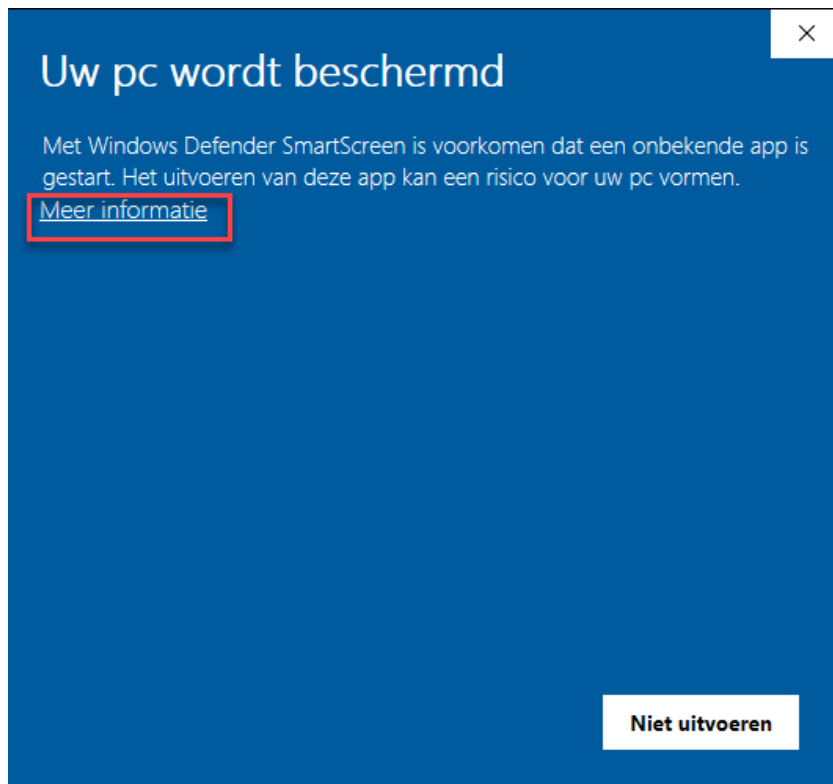 Uw pc wordt beschermd
Met Windows Defender SmartScreen is voorkomen dat een onbekende app is
gestart. Het uitvoeren van deze app kan een risico voor uw pc vormen.
Meer informatie
Niet uitvoeren